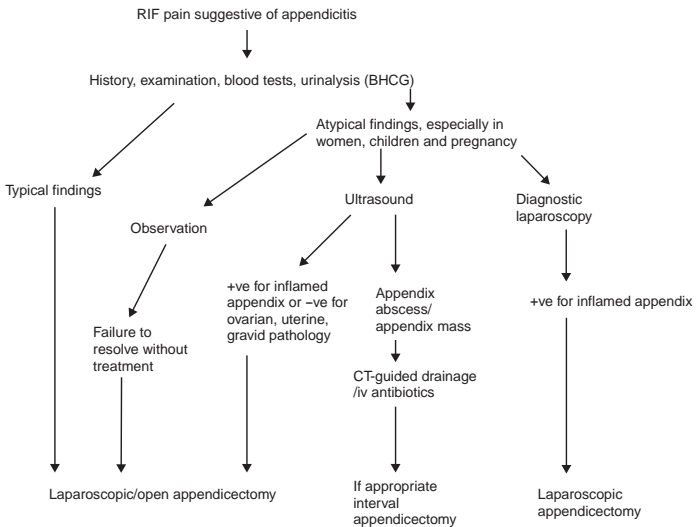 RIF pain suggestive of appendicitis
History, examination, blood tests, urinalysis (BHCG)
Atypical findings, especially in
women, children and pregnancy
Typical findings
Observation
Ultrasound
Diagnostic
laparoscopy
+ve for inflamed
appendix or –ve for
ovarian, uterine,
gravid pathology
Appendix
abscess/
appendix mass
+ve for inflamed appendix
Failure to
resolve without
treatment
CT-guided drainage
/iv antibiotics
Laparoscopic/open appendicectomy
If appropriate
interval
appendicectomy
Laparoscopic
appendicectomy